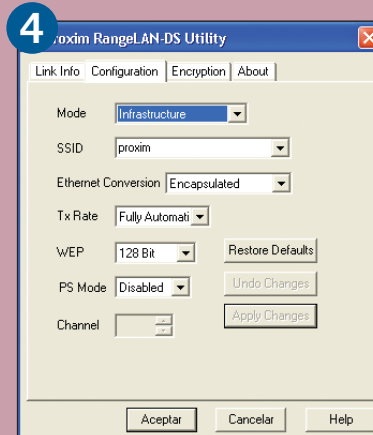 4
roxim RangeLAN-DS Utility
Link Info Configuration Encryption About
Mode Infrastructure
SSID proxim
Ethernet Conversion Encapsulated
Tx Rate Fully Automati
WEP 128 Bit Restore Defaults
PS Mode Disabled Undo Changes
Channel Apply Changes
Aceptar Cancelar Help